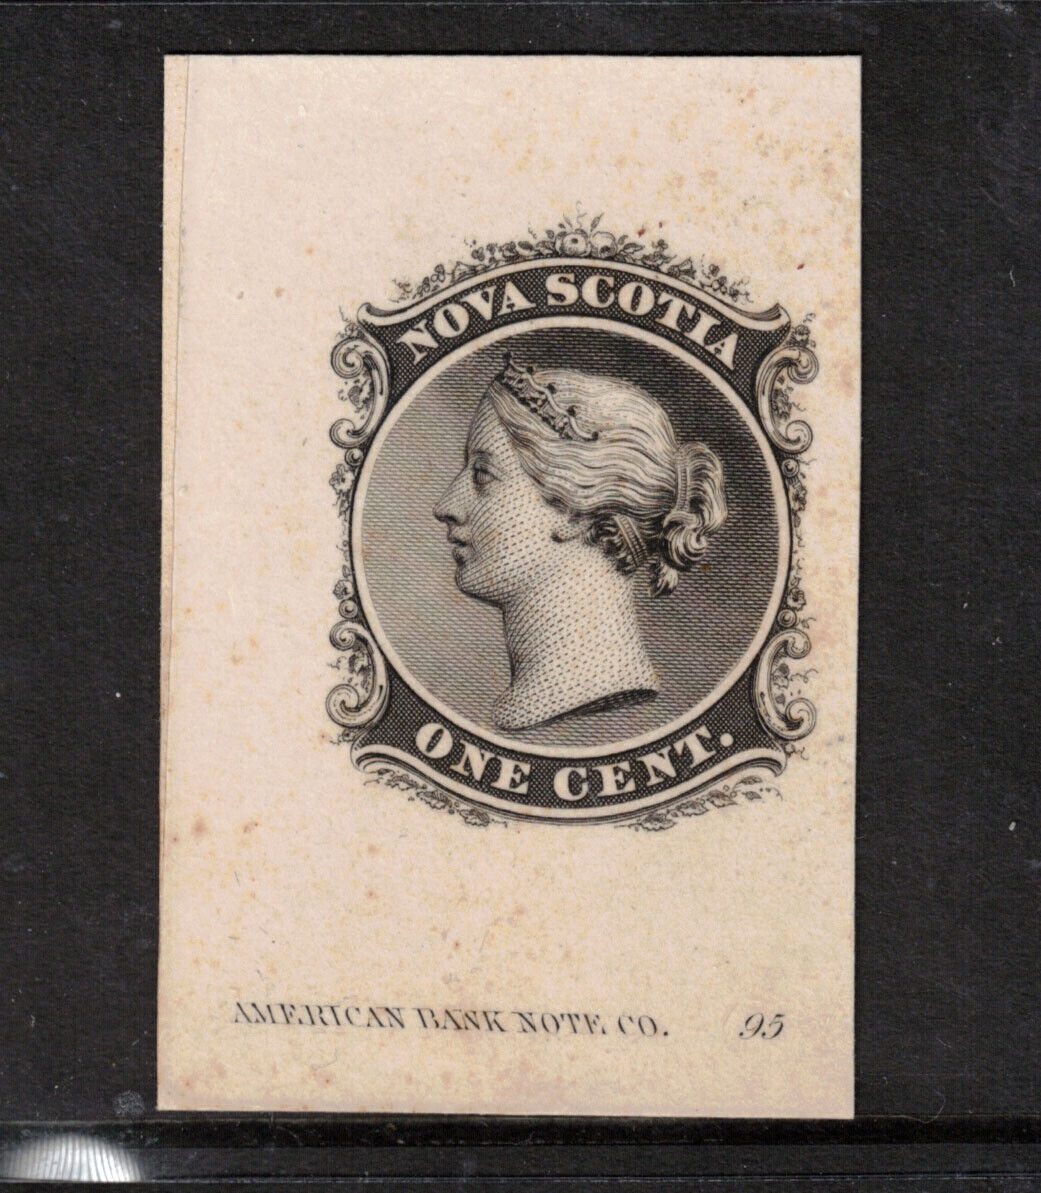 NOVA SCOTIA
ONE CENT.
AMERICAN BANK NOTE CO. 95